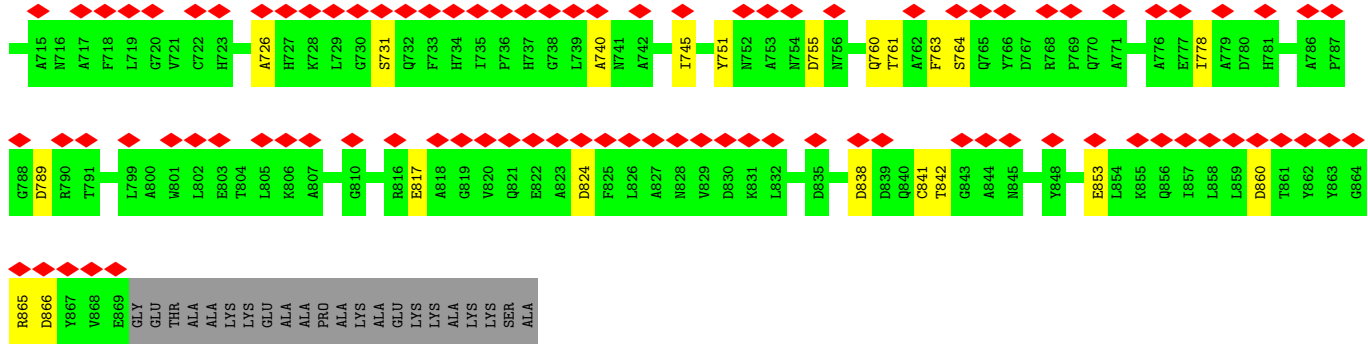 A715 N716 A717 F718 L719 G720 V721 C722 H723 A726 H727 K728 L729 G730 S731 Q732 F733 H734 I735 P736 H737 G738 L739 A740 N741 A742 I745 Y751 N752 A753 N754 D755 N756 Q760 T761 A762 F763 S764 Q765 Y766 D767 R768 P769 Q770 A771 A776 E777 I778 A779 D780 H781 A786 P787
G788 D789 R790 T791 L799 A800 W801 L802 E803 T804 L805 K806 A807 G810 R816 E817 A818 G819 V820 Q821 E822 A823 D824 F825 L826 A827 N828 V829 D830 K831 L832 D835 D838 D839 Q840 C841 T842 G843 A844 N845 Y848 E853 L854 K855 Q856 I857 L858 L859 D860 T861 Y862 Y863 G864
R865 D866 Y867 V868 E869 GLY GLU THR ALA ALA LYS LYS GLU ALA ALA PRO ALA LYS ALA GLU LYS LYS ALA LYS LYS SER ALA